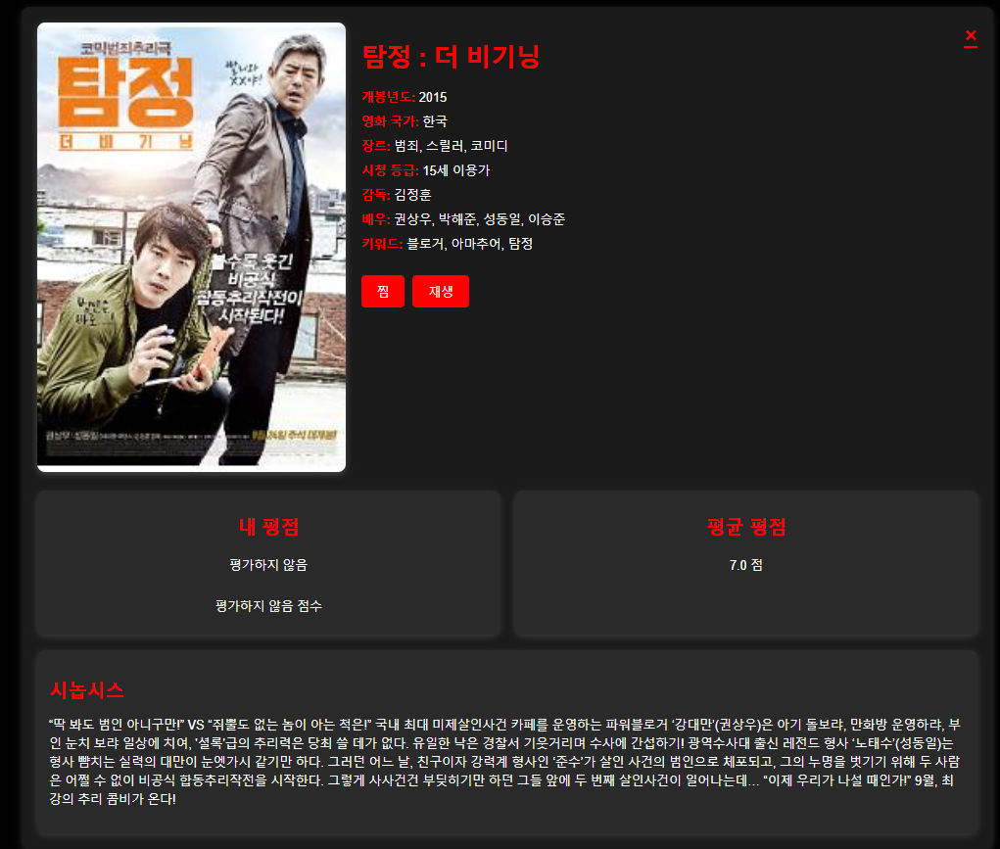 코믹범죄추리극
탐정
더 비기닝
볼수록 웃긴
비공식
합동추리작전이
시작된다!
탐정 : 더 비기닝
×
개봉년도: 2015
영화 국가: 한국
장르: 범죄, 스릴러, 코미디
시청 등급: 15세 이용가
감독: 김정훈
배우: 권상우, 박해준, 성동일, 이승준
키워드: 블로거, 아마추어, 탐정
찜 재생
내 평점
평가하지 않음
평가하지 않음 점수
평균 평점
7.0 점
시놉시스
“딱 봐도 범인 아니구만!” VS “쥐뿔도 없는 놈이 아는 척은!” 국내 최대 미제살인사건 카페를 운영하는 파워블로거 ‘강대만’(권상우)은 아기 돌보랴, 만화방 운영하랴, 부
인 눈치 보랴 일상에 치여, '셜록'급의 추리력은 당최 쓸 데가 없다. 유일한 낙은 경찰서 기웃거리며 수사에 간섭하기! 광역수사대 출신 레전드 형사 ‘노태수’(성동일)는
형사 뺨치는 실력의 대만이 눈엣가시 같기만 하다. 그러던 어느 날, 친구이자 강력계 형사인 ‘준수’가 살인 사건의 범인으로 체포되고, 그의 누명을 벗기기 위해 두 사람
은 어쩔 수 없이 비공식 합동추리작전을 시작한다. 그렇게 사사건건 부딪히기만 하던 그들 앞에 두 번째 살인사건이 일어나는데… “이제 우리가 나설 때인가!” 9월, 최
강의 추리 콤비가 온다!